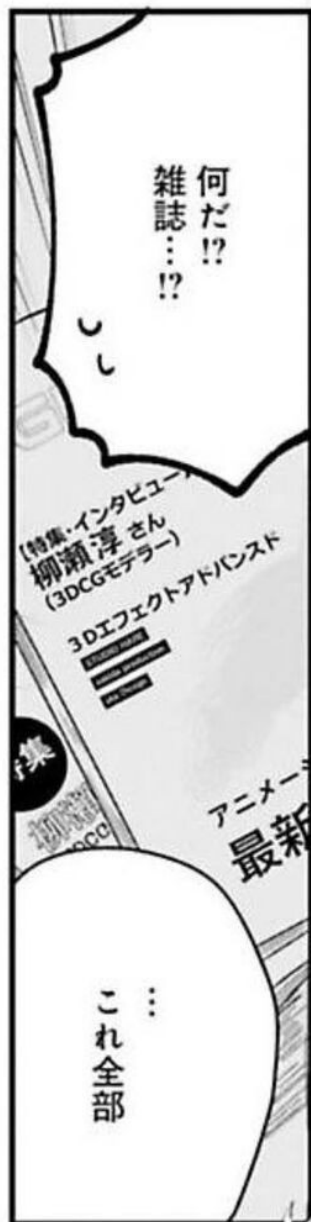 何だ!?
雑誌…!?
【特集・インタビュー】
柳瀬淳さん
(3DCGモデラー)
3Dエフェクトアドバンスド
アニメー
最新
集
柳瀬
…
これ全部